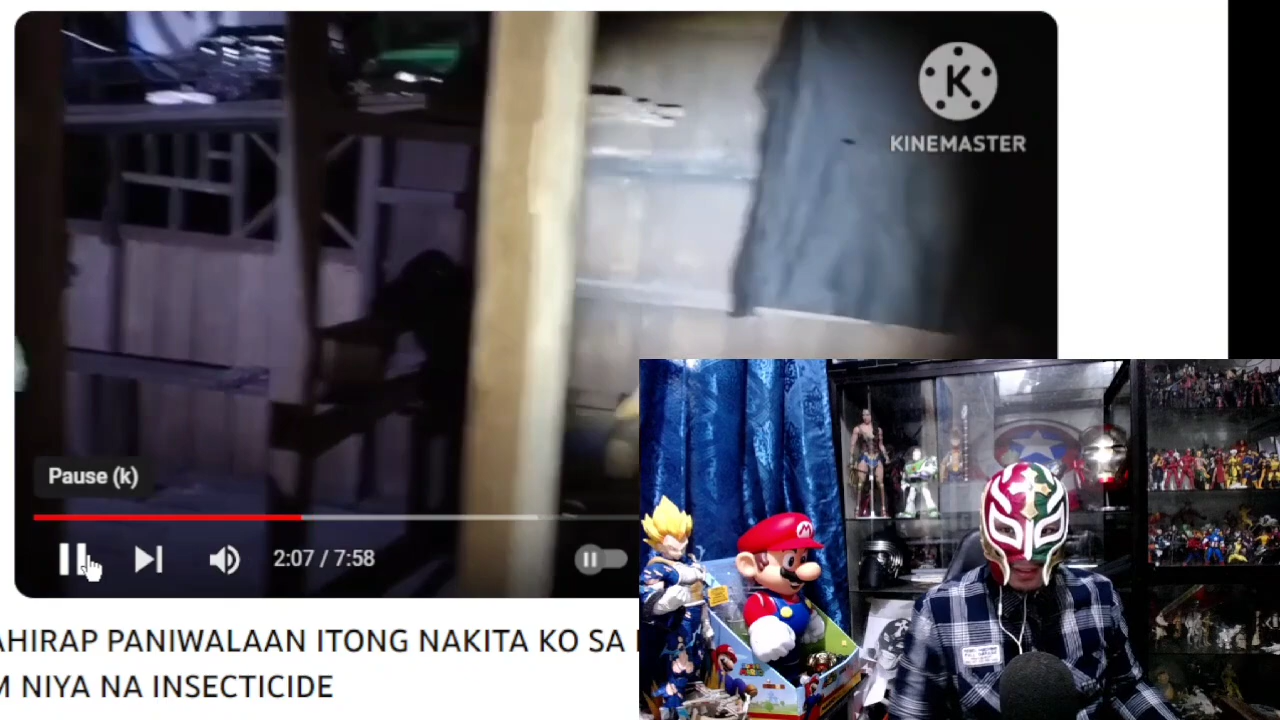 K
KINEMASTER
Pause (k)
2:07 / 7:58
AHIRAP PANIWALAAN ITONG NAKITA KO SA
NIYA NA INSECTICIDE
M